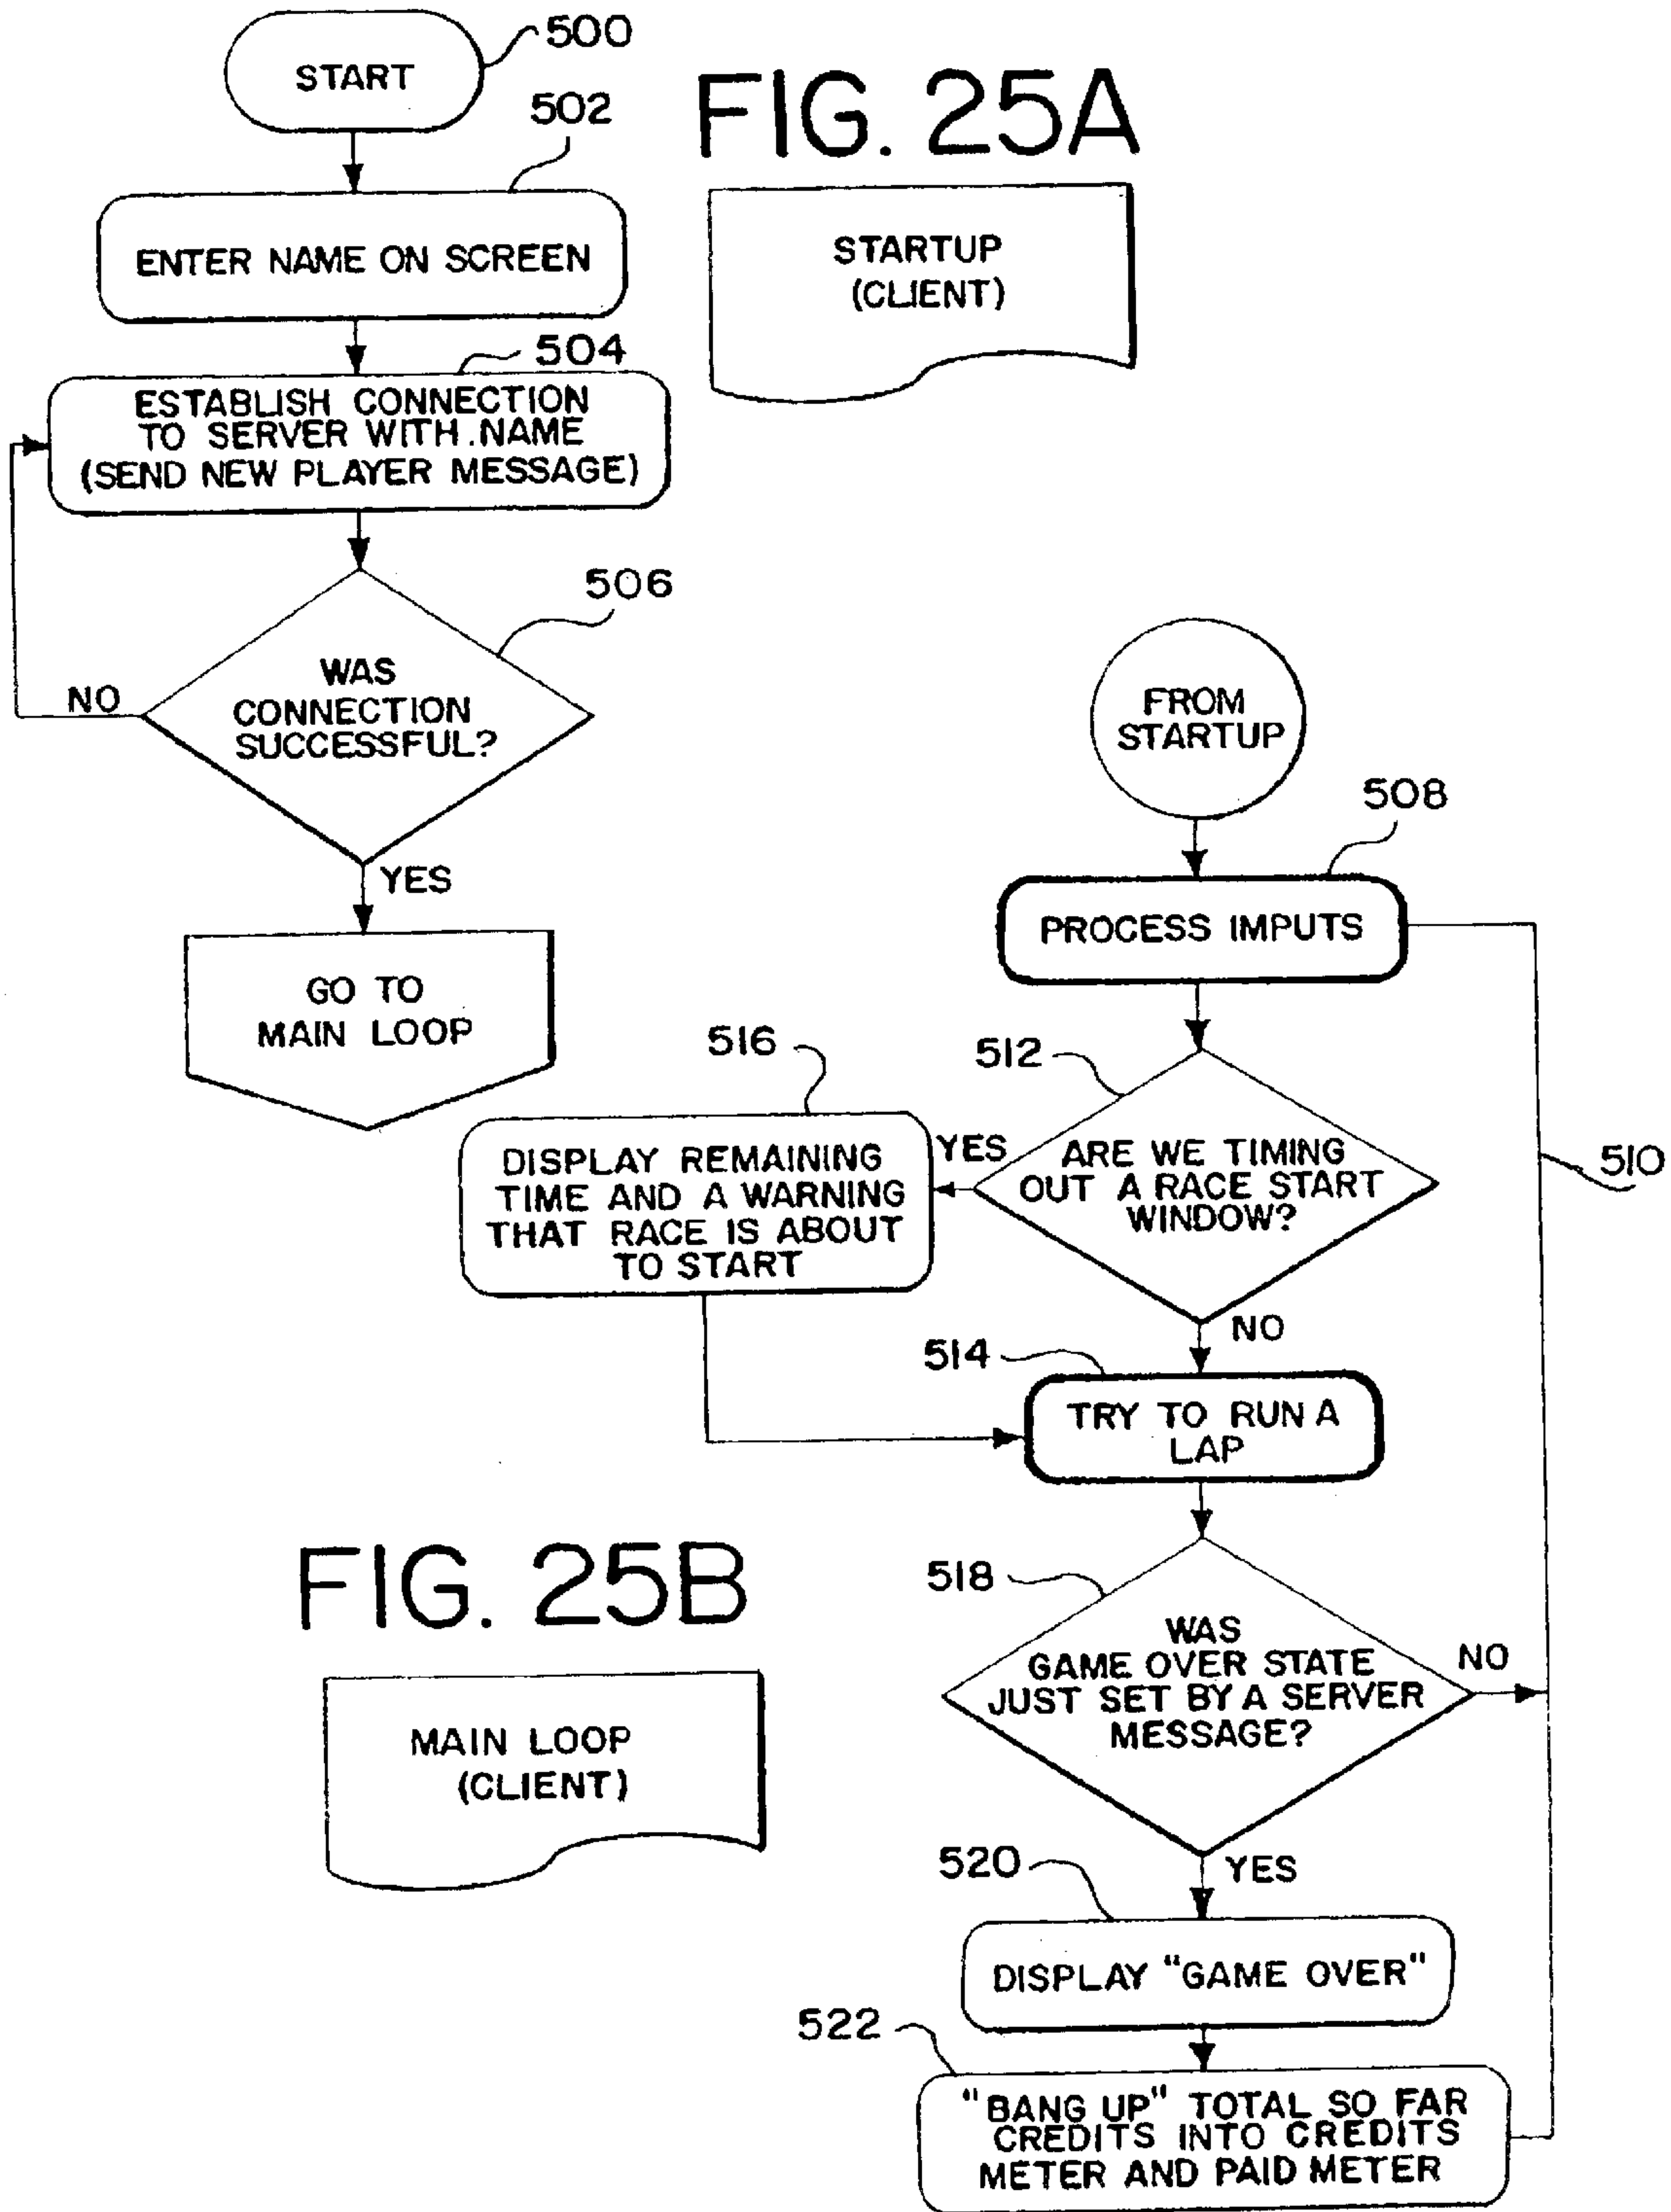 START
500
FIG. 25A
502
ENTER NAME ON SCREEN
STARTUP
(CLIENT)
504
ESTABLISH CONNECTION
TO SERVER WITH.NAME
(SEND NEW PLAYER MESSAGE)
506
WAS
CONNECTION
SUCCESSFUL?
NO
YES
GO TO
MAIN LOOP
FROM
STARTUP
508
PROCESS IMPUTS
510
512
ARE WE TIMING
OUT A RACE START
WINDOW?
YES
516
DISPLAY REMAINING
TIME AND A WARNING
THAT RACE IS ABOUT
TO START
NO
514
TRY TO RUN A
LAP
FIG. 25B
MAIN LOOP
(CLIENT)
518
WAS
GAME OVER STATE
JUST SET BY A SERVER
MESSAGE?
NO
YES
520
DISPLAY "GAME OVER"
522
"BANG UP" TOTAL SO FAR
CREDITS INTO CREDITS
METER AND PAID METER